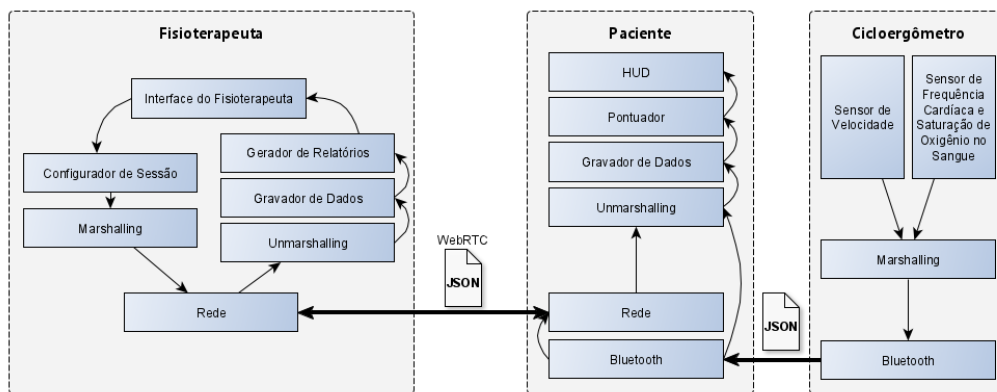 Fisioterapeuta
Interface do Fisioterapeuta
Configurador de Sessão
Marshalling
Gerador de Relatórios
Gravador de Dados
Unmarshalling
Rede
WebRTC
JSON
Paciente
HUD
Pontuador
Gravador de Dados
Unmarshalling
Rede
Bluetooth
JSON
Cicloergômetro
Sensor de
Velocidade
Sensor de
Frequência
Cardíaca e
Saturação de
Oxigênio no
Sangue
Marshalling
Bluetooth